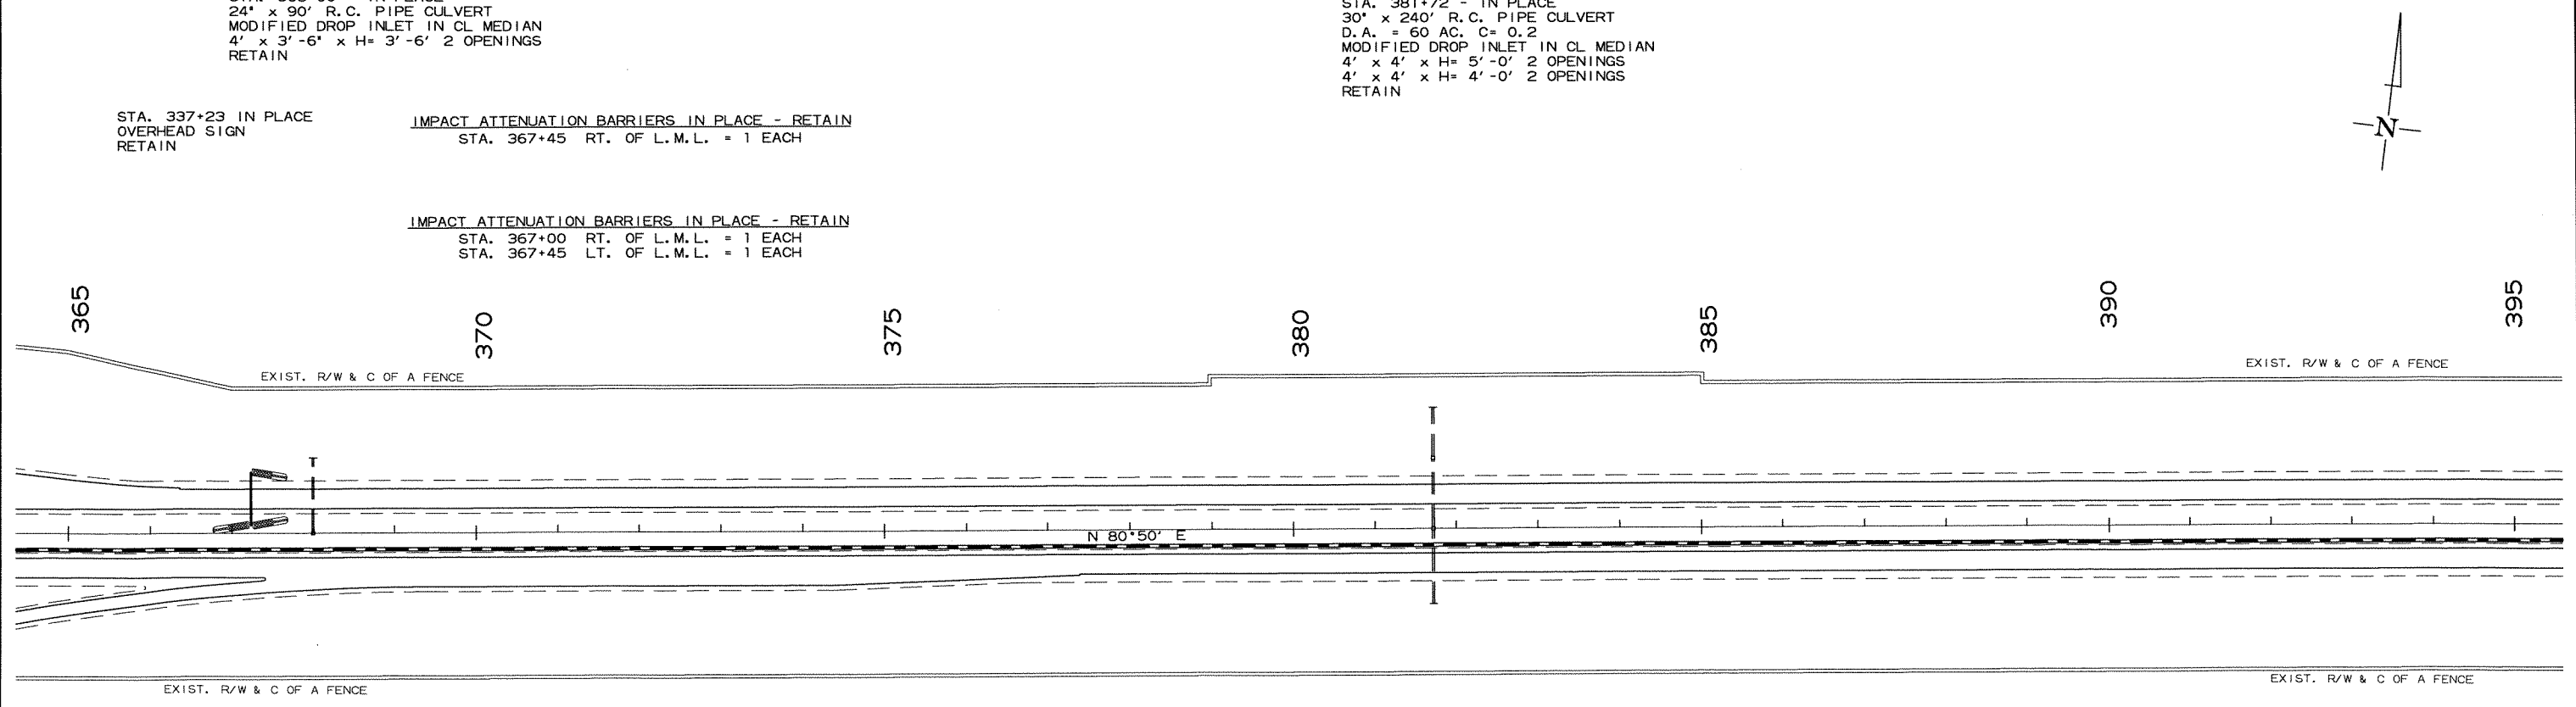 24" x 90' R.C. PIPE CULVERT
MODIFIED DROP INLET IN CL MEDIAN
4' x 3'-6" x H= 3'-6' 2 OPENINGS
RETAIN
STA. 381+72 - IN PLACE
30" x 240' R.C. PIPE CULVERT
D.A. = 60 AC. C= 0.2
MODIFIED DROP INLET IN CL MEDIAN
4' x 4' x H= 5'-0' 2 OPENINGS
4' x 4' x H= 4'-0' 2 OPENINGS
RETAIN
STA. 337+23 IN PLACE
OVERHEAD SIGN
RETAIN
IMPACT ATTENUATION BARRIERS IN PLACE - RETAIN
STA. 367+45 RT. OF L.M.L. = 1 EACH
N
IMPACT ATTENUATION BARRIERS IN PLACE - RETAIN
STA. 367+00 RT. OF L.M.L. = 1 EACH
STA. 367+45 LT. OF L.M.L. = 1 EACH
365
370
375
380
385
390
395
EXIST. R/W & C OF A FENCE
EXIST. R/W & C OF A FENCE
N 80°50' E
EXIST. R/W & C OF A FENCE
EXIST. R/W & C OF A FENCE